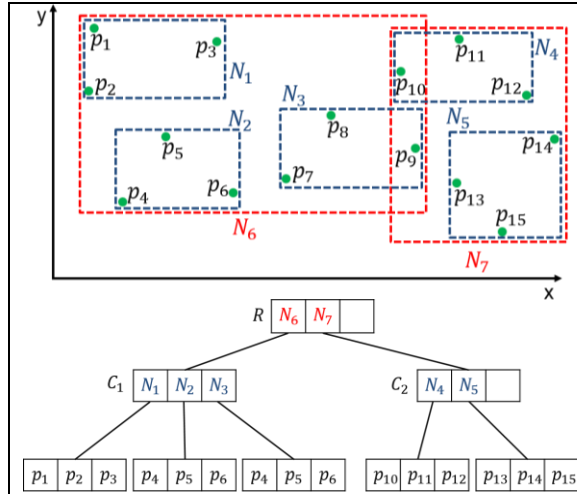 y
p1 p3 N1 p2
p11 N4 p10 p12
N2 p5 p4 p6
N3 p8 p7 p9
N5 p14 p13 p15
N6
N7
x
R N6 N7
C1 N1 N2 N3
C2 N4 N5
p1 p2 p3 p4 p5 p6 p4 p5 p6 p10 p11 p12 p13 p14 p15